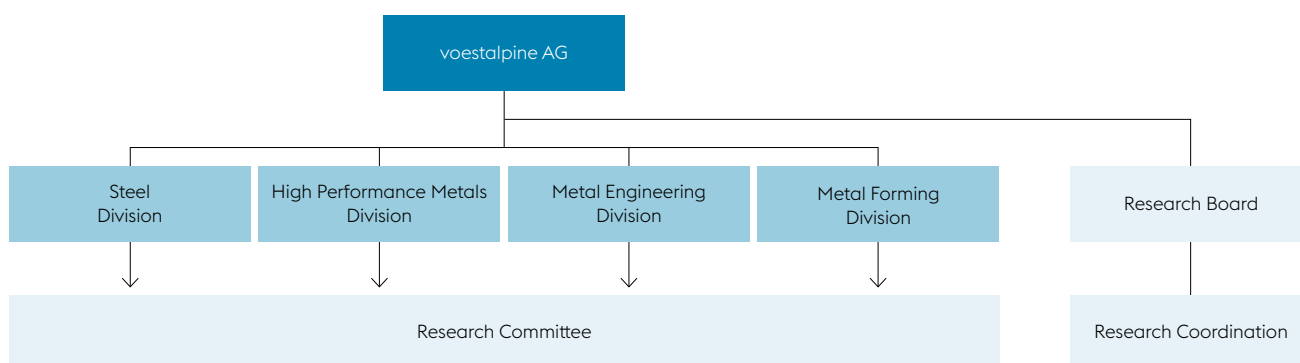 voestalpine AG
Steel
Division
High Performance Metals
Division
Metal Engineering
Division
Metal Forming
Division
Research Board
Research Committee
Research Coordination